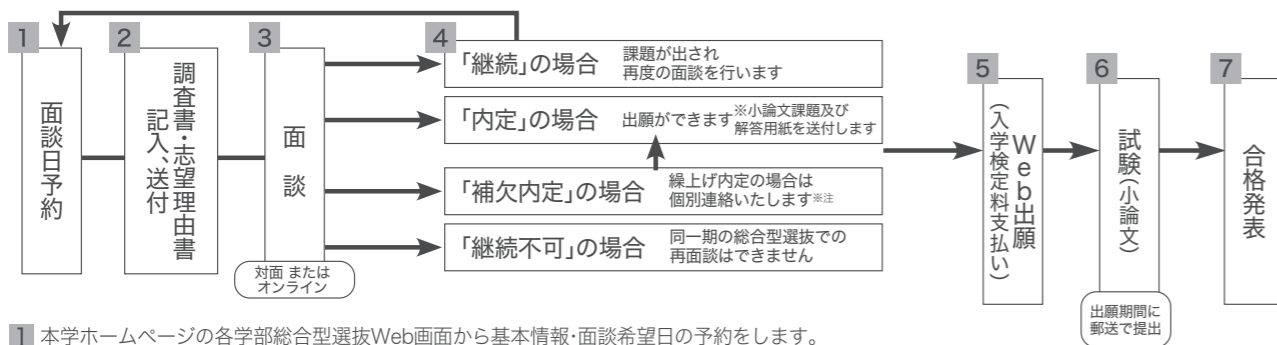 1
面談日予約
2
調査書・志望理由書
記入、送付
3
面談
対面 または
オンライン
4
「継続」の場合
課題が出され
再度の面談を行います
「内定」の場合
出願ができます
※小論文課題及び
解答用紙を送付します
「補欠内定」の場合
繰上げ内定の場合は
個別連絡いたします※注
「継続不可」の場合
同一期の総合型選抜での
再面談はできません
5
Web出願
(入学検定料支払い)
6
試験(小論文)
出願期間に
郵送で提出
7
合格発表
1 本学ホームページの各学部総合型選抜Web画面から基本情報・面談希望日の予約をします。